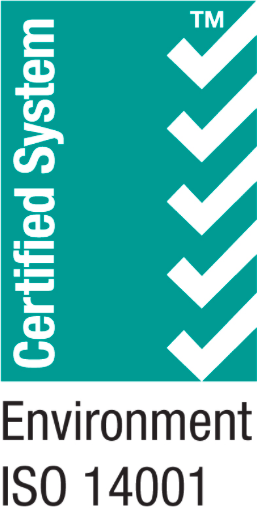 TM
Certified System
Environment
ISO 14001